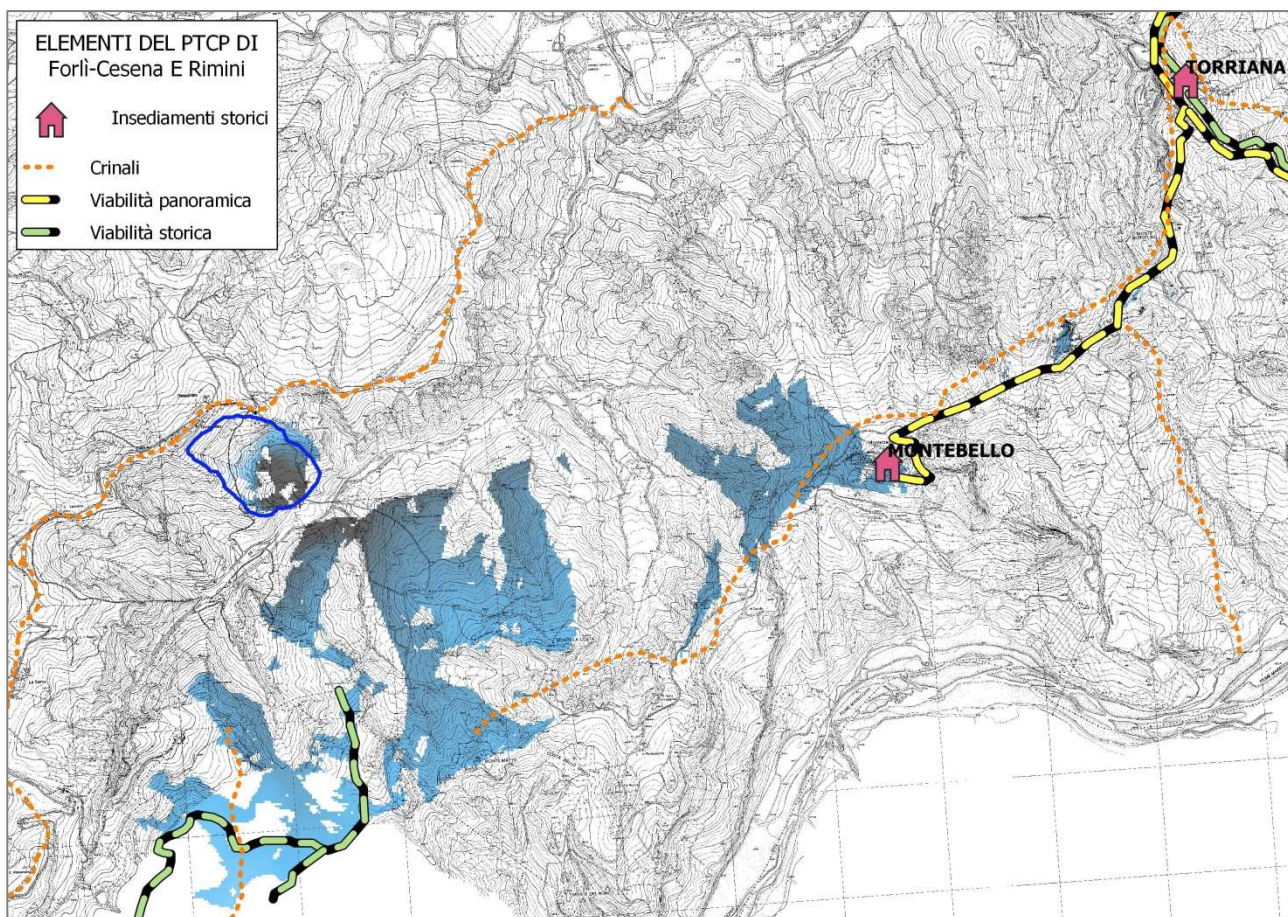 ELEMENTI DEL PTCP DI
Forlì-Cesena E Rimini
Insediamenti storici
Crinali
Viabilità panoramica
Viabilità storica
TORRIANA
MONTEBELLO